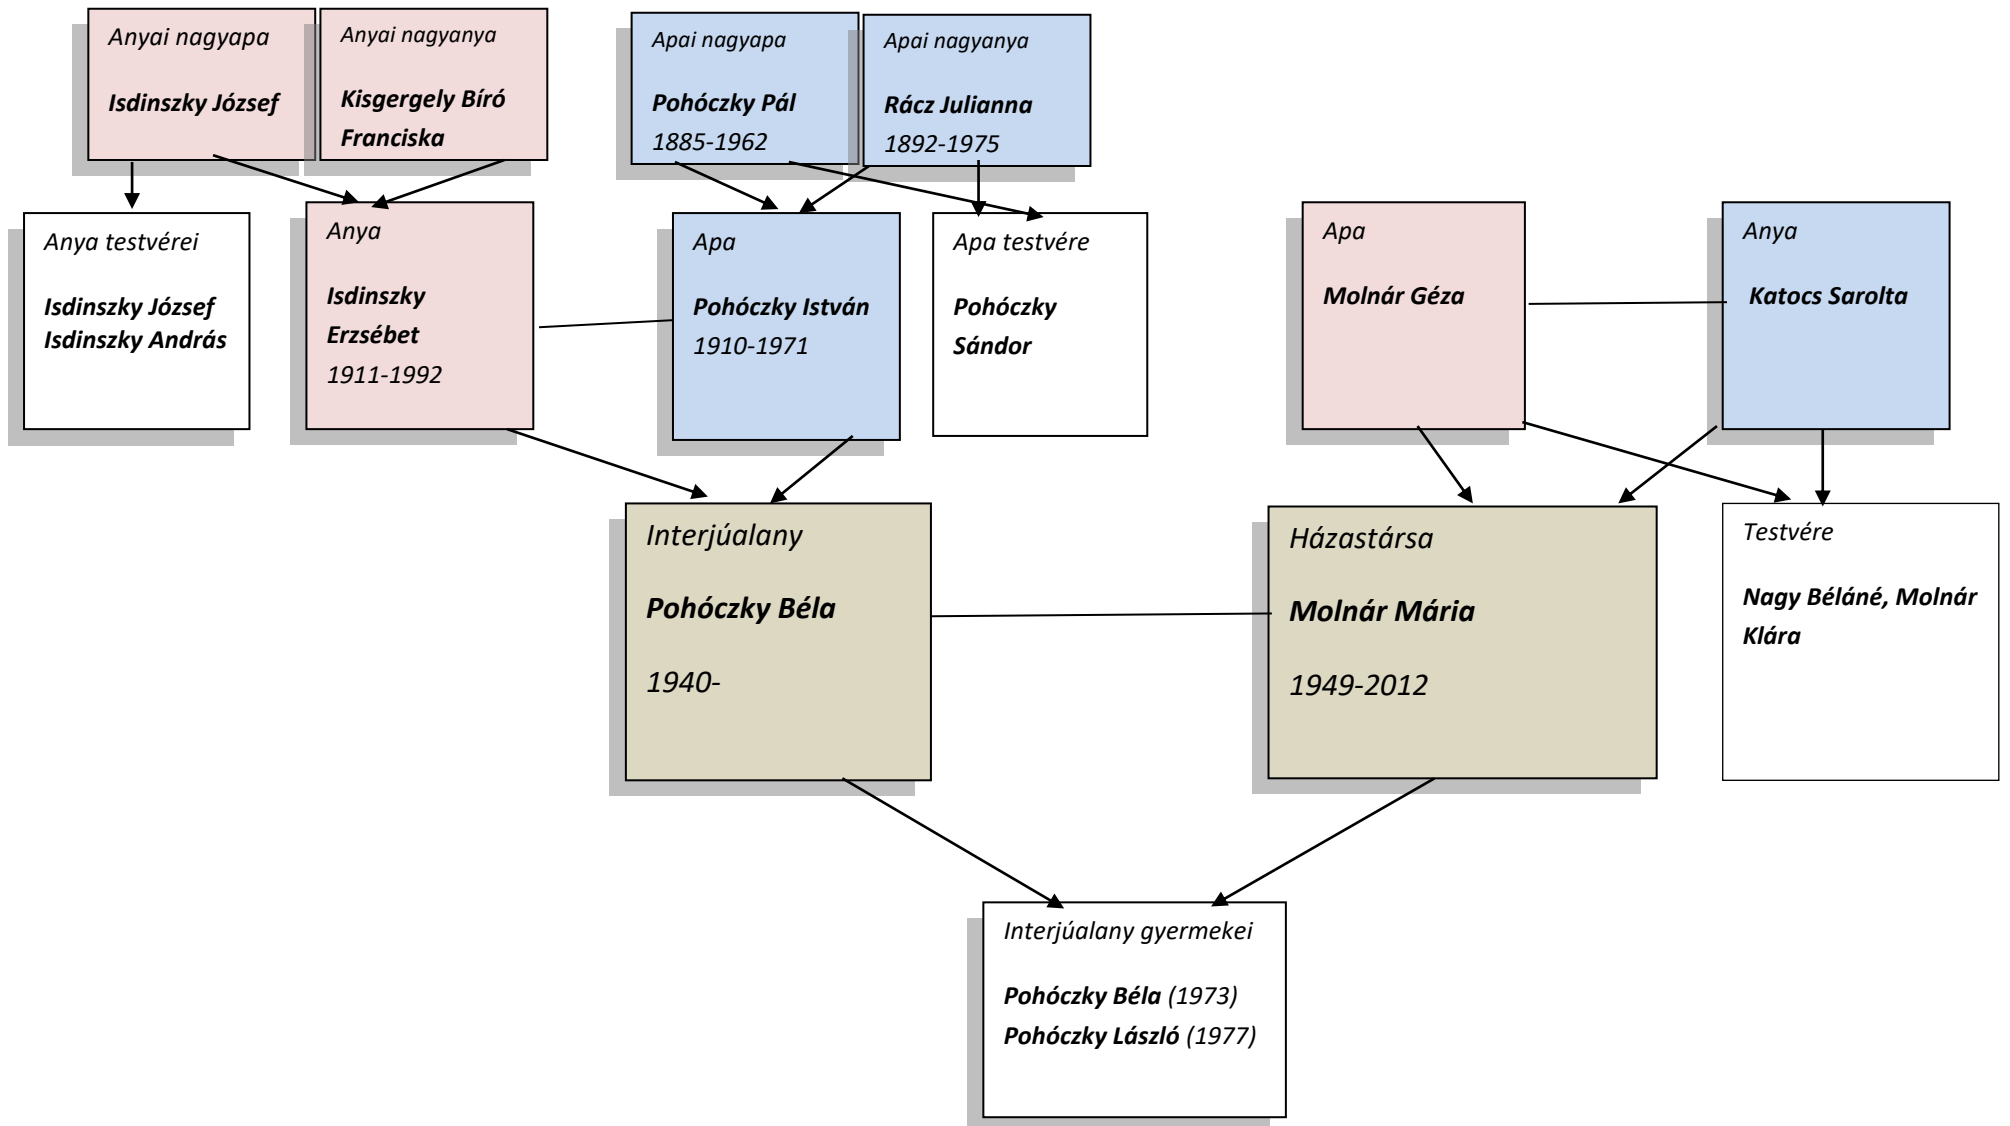 Anyai nagyapa
Isdinszky József
Anyai nagyanya
Kisgergely Bíró
Franciska
Apai nagyapa
Pohóczky Pál
1885-1962
Apai nagyanya
Rácz Julianna
1892-1975
Anya testvérei
Isdinszky József
Isdinszky András
Anya
Isdinszky
Erzsébet
1911-1992
Apa
Pohóczky István
1910-1971
Apa testvére
Pohóczky
Sándor
Apa
Molnár Géza
Anya
Katocs Sarolta
Interjúalany
Pohóczky Béla
1940-
Házastársa
Molnár Mária
1949-2012
Testvére
Nagy Béláné, Molnár
Klára
Interjúalany gyermekei
Pohóczky Béla (1973)
Pohóczky László (1977)